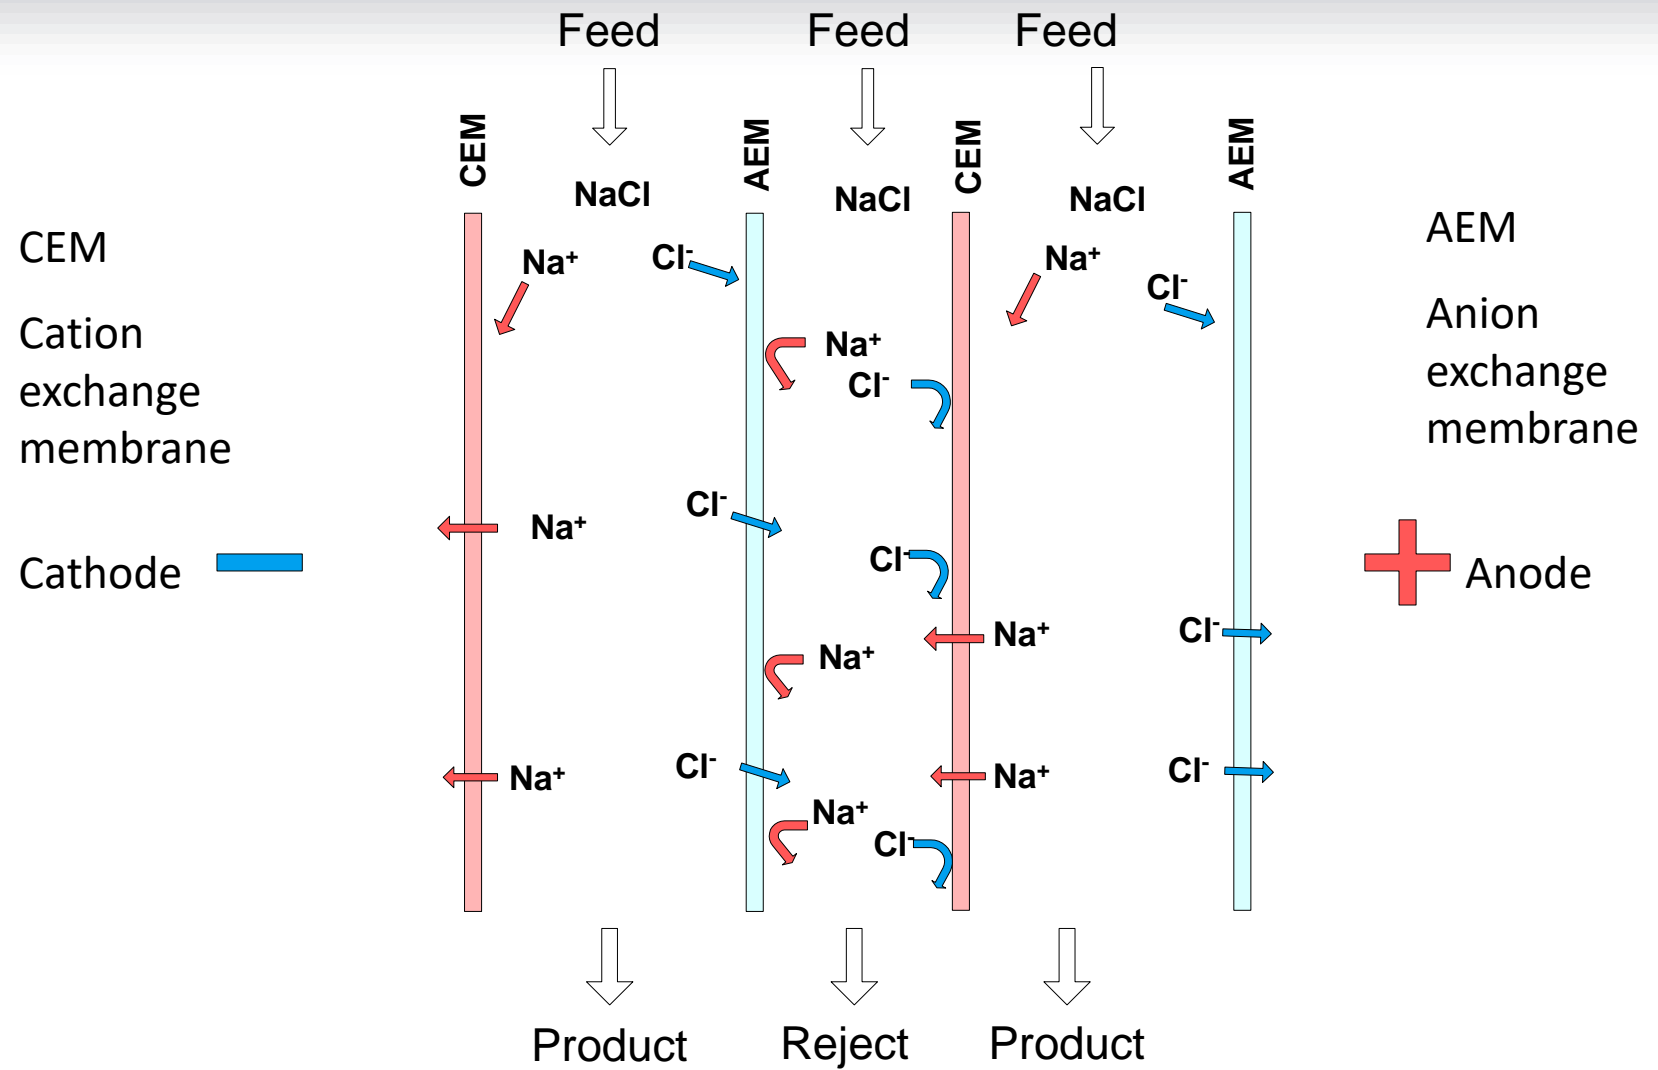 Feed
Feed
Feed
CEM
AEM
CEM
AEM
NaCl
NaCl
NaCl
CEM
Cation
exchange
membrane
Cathode
AEM
Anion
exchange
membrane
Anode
Na⁺
Cl⁻
Na⁺
Cl⁻
Na⁺
Cl⁻
Cl⁻
Na⁺
Cl⁻
Na⁺
Cl⁻
Na⁺
Cl⁻
Na⁺
Cl⁻
Na⁺
Cl⁻
Na⁺
Cl⁻
Product
Reject
Product